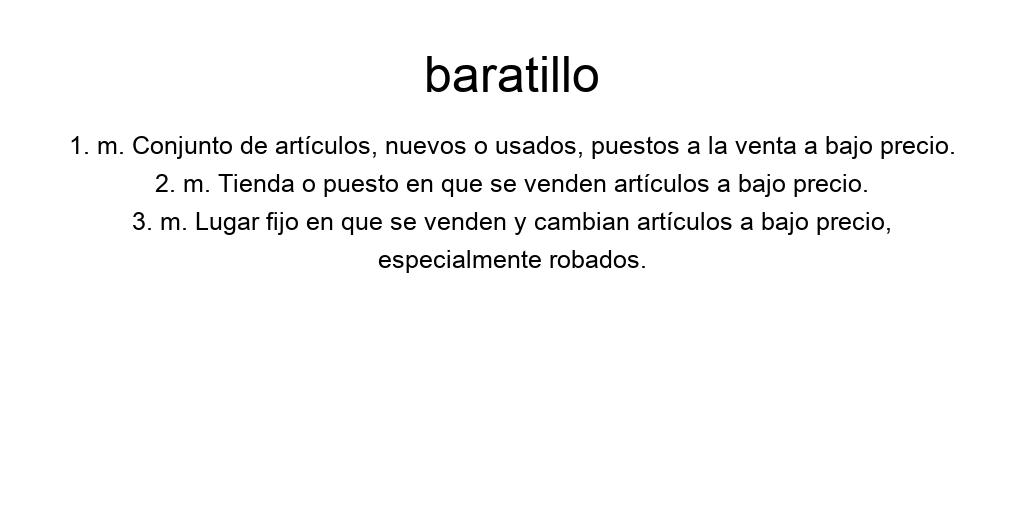 baratillo
1. m. Conjunto de artículos, nuevos o usados, puestos a la venta a bajo precio.
2. m. Tienda o puesto en que se venden artículos a bajo precio.
3. m. Lugar fijo en que se venden y cambian artículos a bajo precio,
especialmente robados.